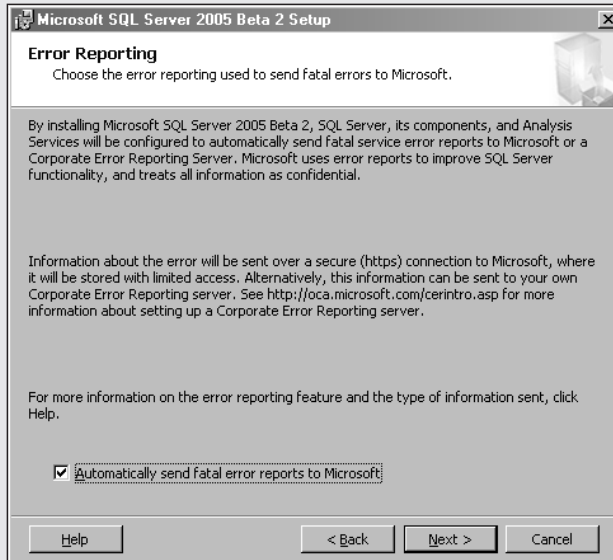 Microsoft SQL Server 2005 Beta 2 Setup
Error Reporting
Choose the error reporting used to send fatal errors to Microsoft.
By installing Microsoft SQL Server 2005 Beta 2, SQL Server, its components, and Analysis
Services will be configured to automatically send fatal service error reports to Microsoft or a
Corporate Error Reporting Server. Microsoft uses error reports to improve SQL Server
functionality, and treats all information as confidential.
Information about the error will be sent over a secure (https) connection to Microsoft, where
it will be stored with limited access. Alternatively, this information can be sent to your own
Corporate Error Reporting server. See http://oca.microsoft.com/cerintro.asp for more
information about setting up a Corporate Error Reporting server.
For more information on the error reporting feature and the type of information sent, click
Help.
Automatically send fatal error reports to Microsoft
Help < Back Next > Cancel